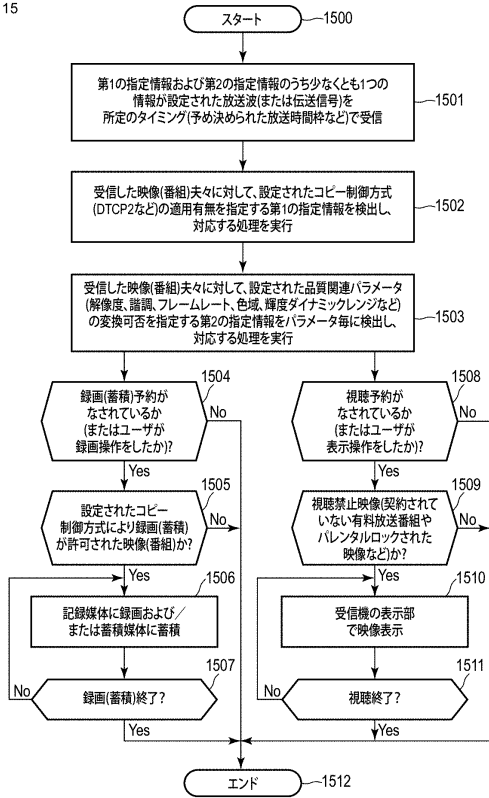 15
スタート
1500
第1の指定情報および第2の指定情報のうち少なくとも1つの
情報が設定された放送波(または伝送信号)を
所定のタイミング(予め決められた放送時間枠など)で受信
1501
受信した映像(番組)夫々に対して、設定されたコピー制御方式
(DTCP2など)の適用有無を指定する第1の指定情報を検出し、
対応する処理を実行
1502
受信した映像(番組)夫々に対して、設定された品質関連パラメータ
(解像度、諧調、フレームレート、色域、輝度ダイナミックレンジなど)
の変換可否を指定する第2の指定情報をパラメータ毎に検出し、
対応する処理を実行
1503
録画(蓄積)予約が
なされているか
(またはユーザが
録画操作をしたか)?
1504
No
Yes
設定されたコピー
制御方式により録画(蓄積)
が許可された映像(番組)か?
1505
No
Yes
記録媒体に録画および/
または蓄積媒体に蓄積
1506
録画(蓄積)終了?
1507
No
Yes
視聴予約が
なされているか
(またはユーザが
表示操作をしたか)?
1508
No
Yes
視聴禁止映像(契約されて
いない有料放送番組や
パレンタルロックされた
映像など)か?
1509
No
Yes
受信機の表示部
で映像表示
1510
視聴終了?
1511
No
Yes
エンド
1512